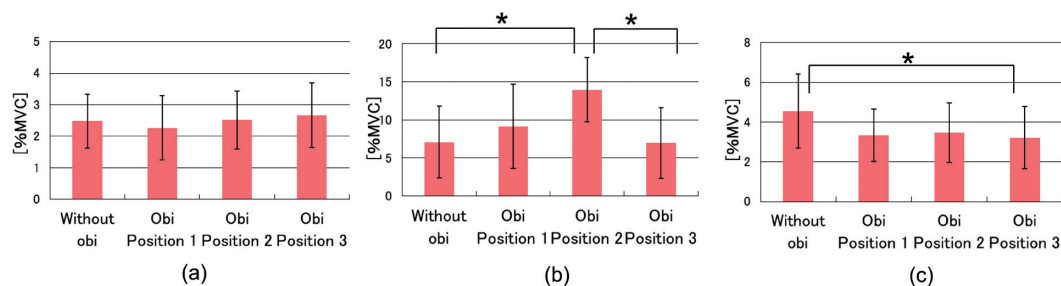 [%MVC]
5
4
3
2
1
0
Without
obi
Obi
Position 1
Obi
Position 2
Obi
Position 3
(a)
[%MVC]
20
15
10
5
0
*
*
Without
obi
Obi
Position 1
Obi
Position 2
Obi
Position 3
(b)
[%MVC]
8
6
4
2
0
*
Without
obi
Obi
Position 1
Obi
Position 2
Obi
Position 3
(c)